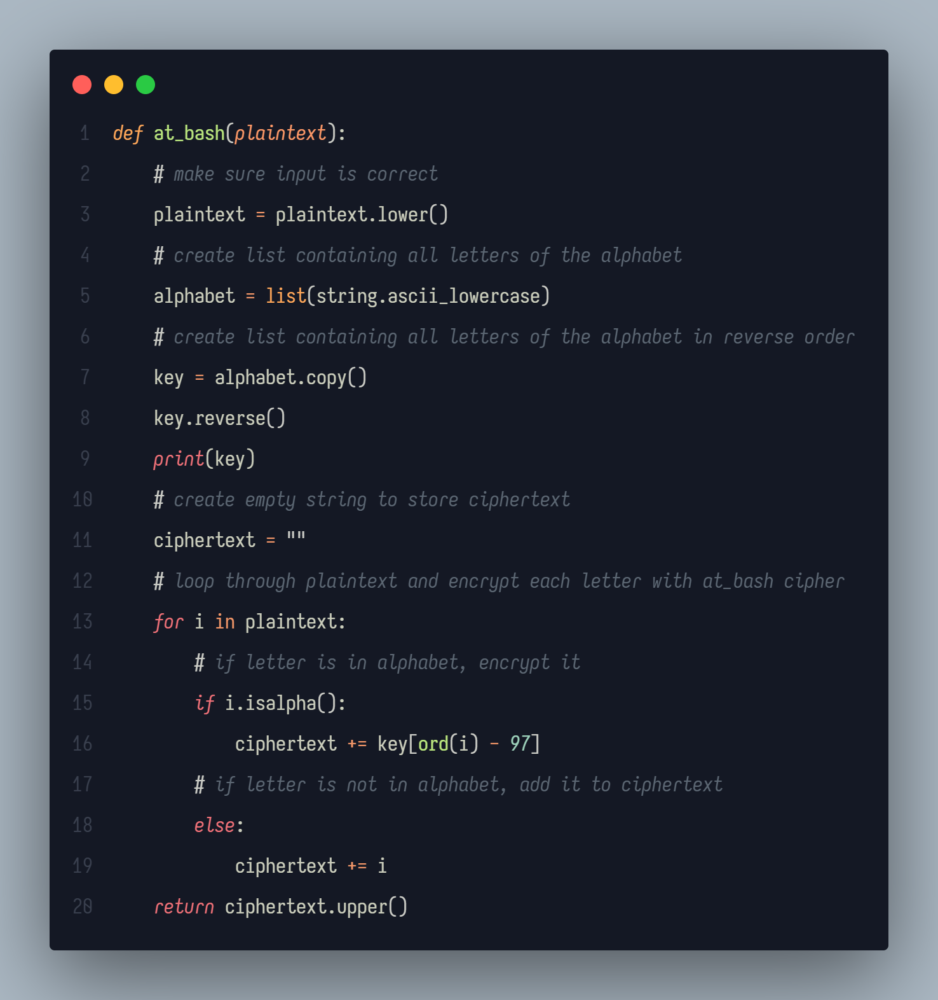 1 def at_bash(plaintext):
2     # make sure input is correct
3     plaintext = plaintext.lower()
4     # create list containing all letters of the alphabet
5     alphabet = list(string.ascii_lowercase)
6     # create list containing all letters of the alphabet in reverse order
7     key = alphabet.copy()
8     key.reverse()
9     print(key)
10     # create empty string to store ciphertext
11     ciphertext = ""
12     # loop through plaintext and encrypt each letter with at_bash cipher
13     for i in plaintext:
14         # if letter is in alphabet, encrypt it
15         if i.isalpha():
16             ciphertext += key[ord(i) - 97]
17         # if letter is not in alphabet, add it to ciphertext
18         else:
19             ciphertext += i
20     return ciphertext.upper()